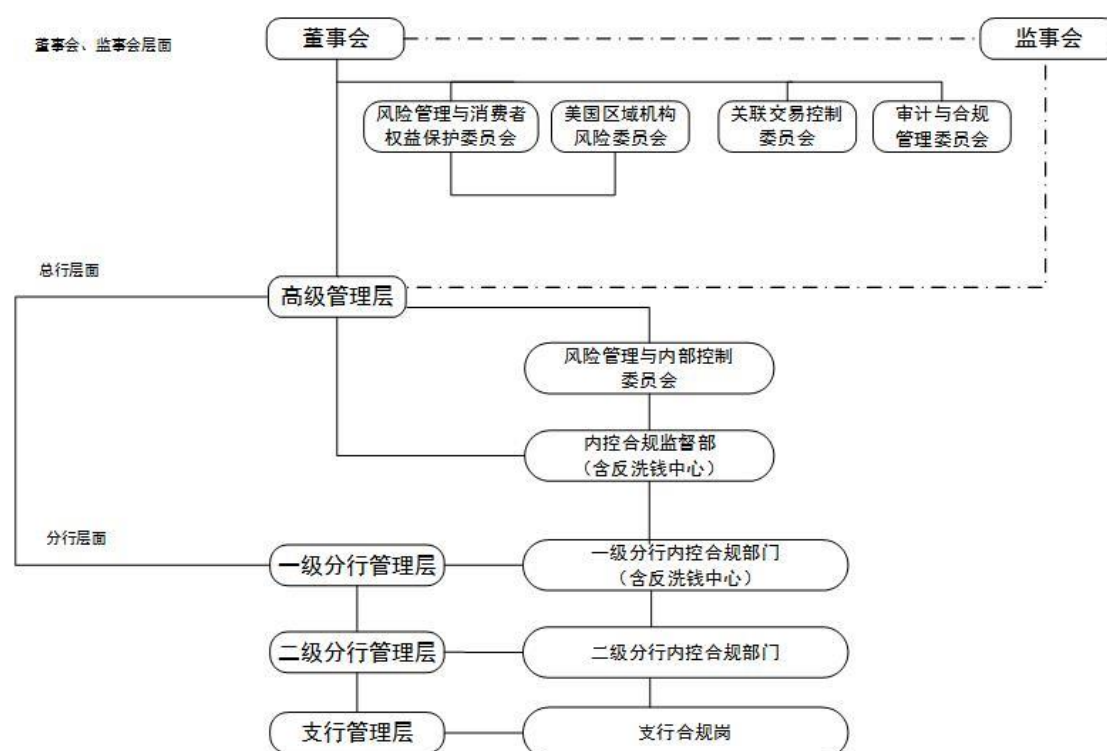 董事会、监事会层面
董事会
监事会
风险管理与消费者
权益保护委员会
美国区域机构
风险委员会
关联交易控制
委员会
审计与合规
管理委员会
总行层面
高级管理层
风险管理与内部控制
委员会
内控合规监督部
（含反洗钱中心）
分行层面
一级分行管理层
一级分行内控合规部门
（含反洗钱中心）
二级分行管理层
二级分行内控合规部门
支行管理层
支行合规岗